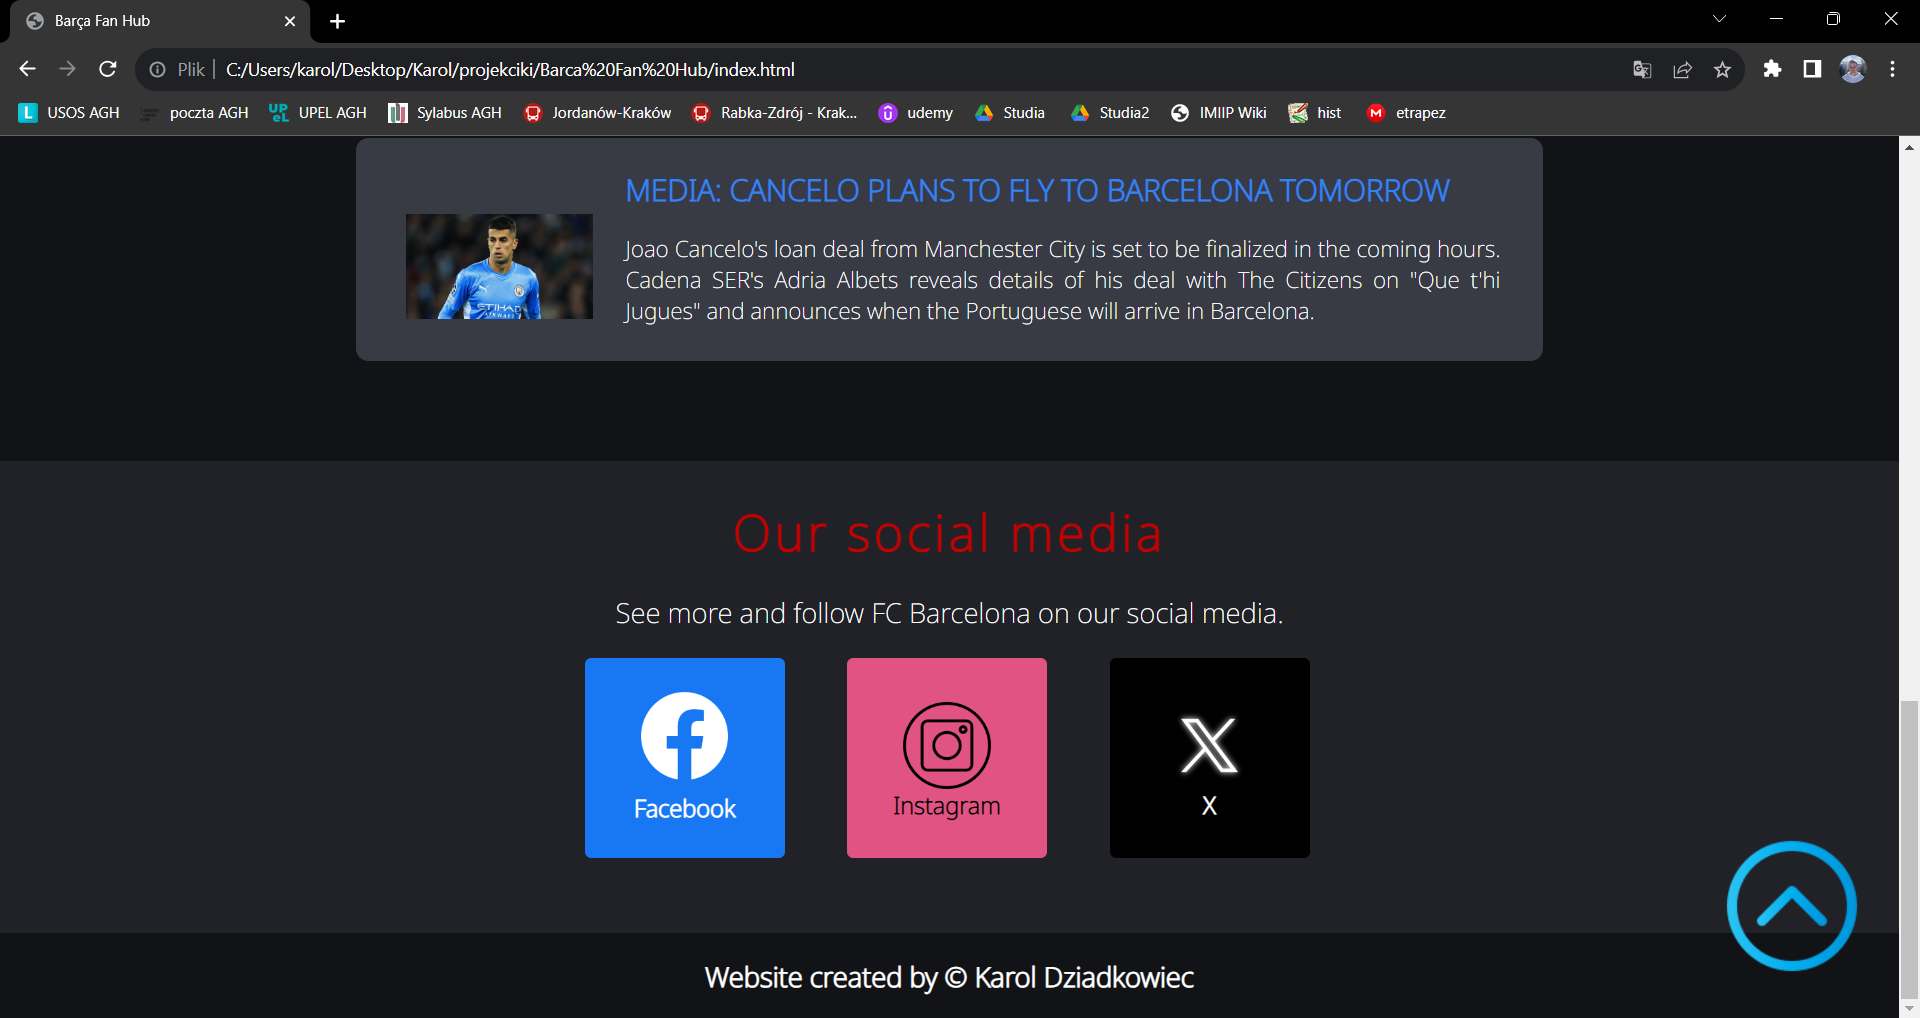 Barça Fan Hub
Plik C:/Users/karol/Desktop/Karol/projekciki/Barca%20Fan%20Hub/index.html
USOS AGH poczta AGH UPEL AGH Sylabus AGH Jordanów-Kraków Rabka-Zdrój - Krak... udemy Studia Studia2 IMIIP Wiki hist etrapez
MEDIA: CANCELO PLANS TO FLY TO BARCELONA TOMORROW
Joao Cancelo's loan deal from Manchester City is set to be finalized in the coming hours.
Cadena SER's Adria Albets reveals details of his deal with The Citizens on "Que t'hi
Jugues" and announces when the Portuguese will arrive in Barcelona.
ETIHAD
AIRWAYS
Our social media
See more and follow FC Barcelona on our social media.
Facebook
Instagram
X
Website created by © Karol Dziadkowiec